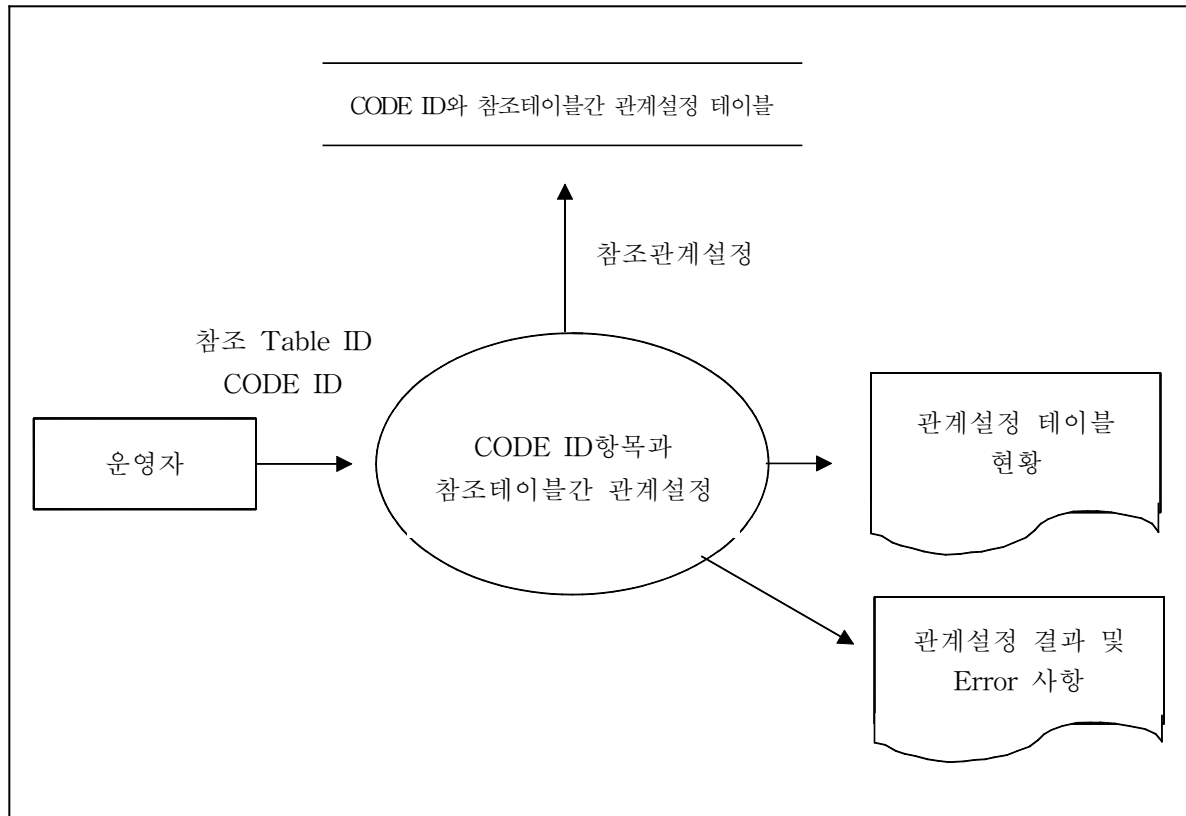 CODE ID와 참조테이블간 관계설정 테이블
참조관계설정
참조 Table ID
CODE ID
운영자
CODE ID항목과
참조테이블간 관계설정
관계설정 테이블
현황
관계설정 결과 및
Error 사항